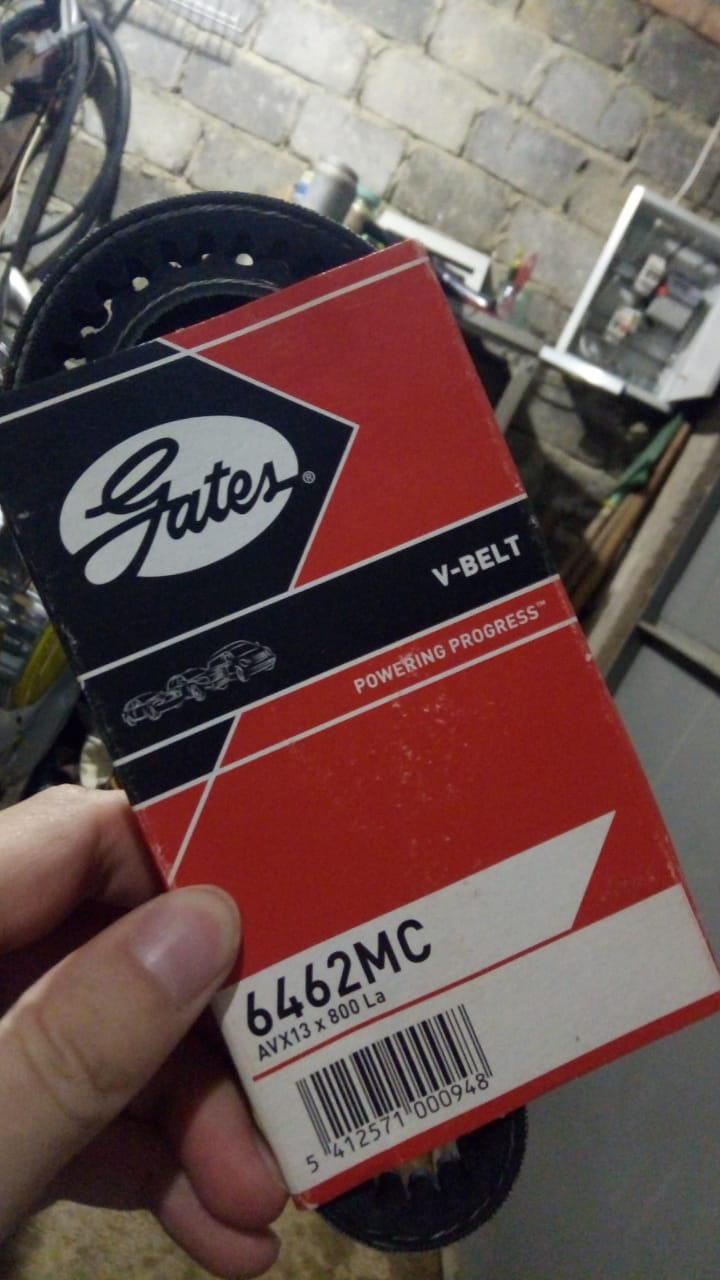 Gates®
V-BELT
POWERING PROGRESS™
6462MC
AVX13 x 800 La
5 412571 000948